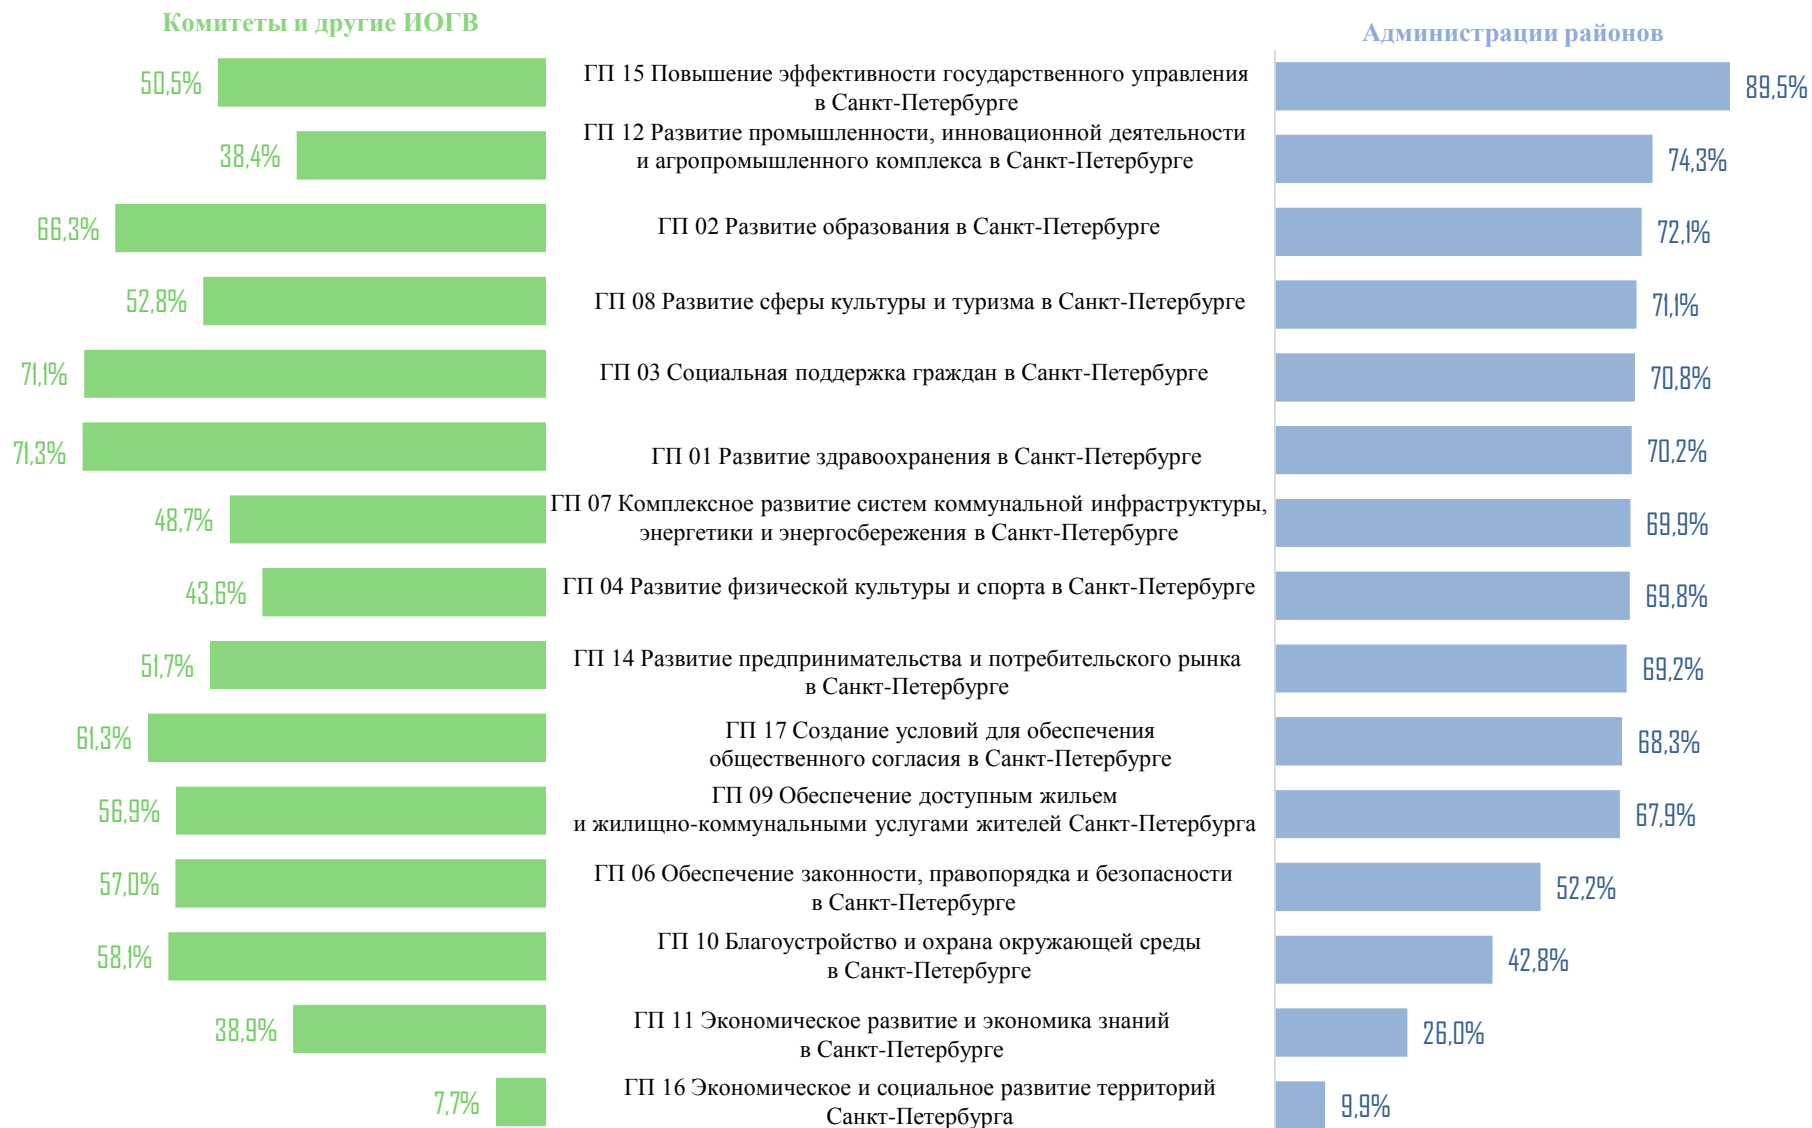 Комитеты и другие ИОГВ
Администрации районов
50,5%
ГП 15 Повышение эффективности государственного управления
в Санкт-Петербурге
89,5%
38,4%
ГП 12 Развитие промышленности, инновационной деятельности
и агропромышленного комплекса в Санкт-Петербурге
74,3%
66,3%
ГП 02 Развитие образования в Санкт-Петербурге
72,1%
52,8%
ГП 08 Развитие сферы культуры и туризма в Санкт-Петербурге
71,1%
71,1%
ГП 03 Социальная поддержка граждан в Санкт-Петербурге
70,8%
71,3%
ГП 01 Развитие здравоохранения в Санкт-Петербурге
70,2%
48,7%
ГП 07 Комплексное развитие систем коммунальной инфраструктуры,
энергетики и энергосбережения в Санкт-Петербурге
69,9%
43,6%
ГП 04 Развитие физической культуры и спорта в Санкт-Петербурге
69,8%
51,7%
ГП 14 Развитие предпринимательства и потребительского рынка
в Санкт-Петербурге
69,2%
61,3%
ГП 17 Создание условий для обеспечения
общественного согласия в Санкт-Петербурге
68,3%
56,9%
ГП 09 Обеспечение доступным жильем
и жилищно-коммунальными услугами жителей Санкт-Петербурга
67,9%
57,0%
ГП 06 Обеспечение законности, правопорядка и безопасности
в Санкт-Петербурге
52,2%
58,1%
ГП 10 Благоустройство и охрана окружающей среды
в Санкт-Петербурге
42,8%
38,9%
ГП 11 Экономическое развитие и экономика знаний
в Санкт-Петербурге
26,0%
7,7%
ГП 16 Экономическое и социальное развитие территорий
Санкт-Петербурга
9,9%